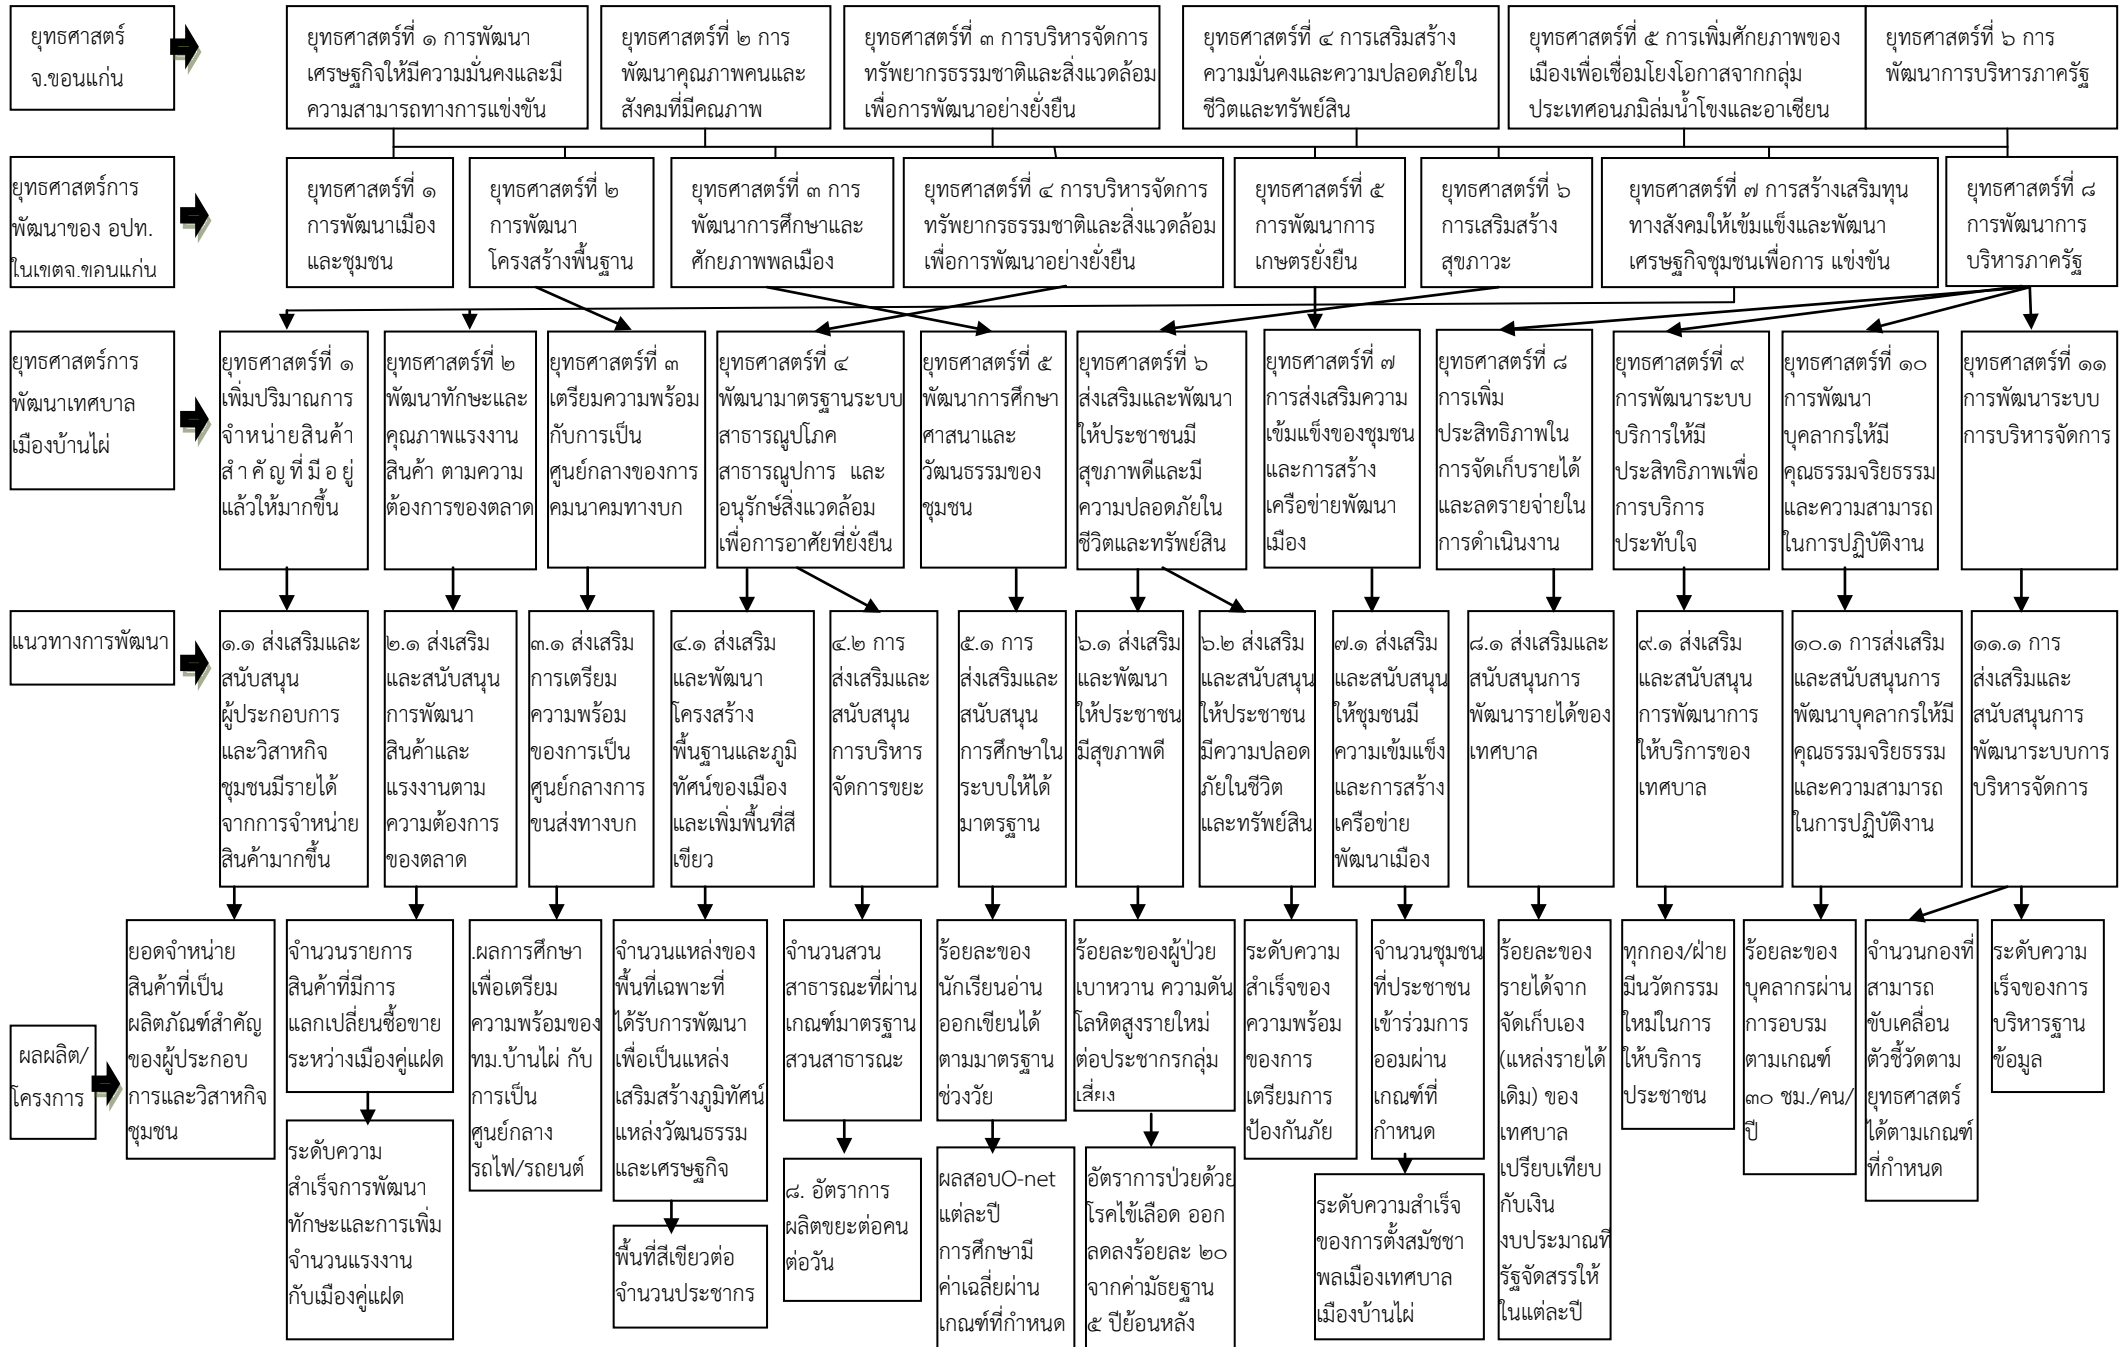 ยุทธศาสตร์
จ.ขอนแก่น
ยุทธศาสตร์ที่ ๑ การพัฒนา
เศรษฐกิจให้มีความมั่นคงและมี
ความสามารถทางการแข่งขัน
ยุทธศาสตร์ที่ ๒ การ
พัฒนาคุณภาพคนและ
สังคมที่มีคุณภาพ
ยุทธศาสตร์ที่ ๓ การบริหารจัดการ
ทรัพยากรธรรมชาติและสิ่งแวดล้อม
เพื่อการพัฒนาอย่างยั่งยืน
ยุทธศาสตร์ที่ ๔ การเสริมสร้าง
ความมั่นคงและความปลอดภัยใน
ชีวิตและทรัพย์สิน
ยุทธศาสตร์ที่ ๕ การเพิ่มศักยภาพของ
เมืองเพื่อเชื่อมโยงโอกาสจากกลุ่ม
ประเทศอนุภูมิลุ่มน้ำโขงและอาเซียน
ยุทธศาสตร์ที่ ๖ การ
พัฒนาการบริหารภาครัฐ
ยุทธศาสตร์การ
พัฒนาของ อปท.
ในเขตจ.ขอนแก่น
ยุทธศาสตร์ที่ ๑
การพัฒนาเมือง
และชุมชน
ยุทธศาสตร์ที่ ๒
การพัฒนา
โครงสร้างพื้นฐาน
ยุทธศาสตร์ที่ ๓ การ
พัฒนาการศึกษาและ
ศักยภาพพลเมือง
ยุทธศาสตร์ที่ ๔ การบริหารจัดการ
ทรัพยากรธรรมชาติและสิ่งแวดล้อม
เพื่อการพัฒนาอย่างยั่งยืน
ยุทธศาสตร์ที่ ๕
การพัฒนาการ
เกษตรยั่งยืน
ยุทธศาสตร์ที่ ๖
การเสริมสร้าง
สุขภาวะ
ยุทธศาสตร์ที่ ๗ การสร้างเสริมทุน
ทางสังคมให้เข้มแข็งและพัฒนา
เศรษฐกิจชุมชนเพื่อการ แข่งขัน
ยุทธศาสตร์ที่ ๘
การพัฒนาการ
บริหารภาครัฐ
ยุทธศาสตร์การ
พัฒนาเทศบาล
เมืองบ้านไผ่
ยุทธศาสตร์ที่ ๑
เพิ่มปริมาณการ
จำหน่ายสินค้า
สำคัญที่มีอยู่
แล้วให้มากขึ้น
ยุทธศาสตร์ที่ ๒
พัฒนาทักษะและ
คุณภาพแรงงาน
สินค้า ตามความ
ต้องการของตลาด
ยุทธศาสตร์ที่ ๓
เตรียมความพร้อม
กับการเป็น
ศูนย์กลางของการ
คมนาคมทางบก
ยุทธศาสตร์ที่ ๔
พัฒนามาตรฐานระบบ
สาธารณูปโภค
สาธารณูปการ และ
อนุรักษ์สิ่งแวดล้อม
เพื่อการอาศัยที่ยั่งยืน
ยุทธศาสตร์ที่ ๕
พัฒนาการศึกษา
ศาสนาและ
วัฒนธรรมของ
ชุมชน
ยุทธศาสตร์ที่ ๖
ส่งเสริมและพัฒนา
ให้ประชาชนมี
สุขภาพดีและมี
ความปลอดภัยใน
ชีวิตและทรัพย์สิน
ยุทธศาสตร์ที่ ๗
การส่งเสริมความ
เข้มแข็งของชุมชน
และการสร้าง
เครือข่ายพัฒนา
เมือง
ยุทธศาสตร์ที่ ๘
การเพิ่ม
ประสิทธิภาพใน
การจัดเก็บรายได้
และลดรายจ่ายใน
การดำเนินงาน
ยุทธศาสตร์ที่ ๙
การพัฒนาระบบ
บริการให้มี
ประสิทธิภาพเพื่อ
การบริการ
ประทับใจ
ยุทธศาสตร์ที่ ๑๐
การพัฒนา
บุคลากรให้มี
คุณธรรมจริยธรรม
และความสามารถ
ในการปฏิบัติงาน
ยุทธศาสตร์ที่ ๑๑
การพัฒนาระบบ
การบริหารจัดการ
แนวทางการพัฒนา
๑.๑ ส่งเสริมและ
สนับสนุน
ผู้ประกอบการ
และวิสาหกิจ
ชุมชนมีรายได้
จากการจำหน่าย
สินค้ามากขึ้น
๒.๑ ส่งเสริม
และสนับสนุน
การพัฒนา
สินค้าและ
แรงงานตาม
ความต้องการ
ของตลาด
๓.๑ ส่งเสริม
การเตรียม
ความพร้อม
ของการเป็น
ศูนย์กลางการ
ขนส่งทางบก
๔.๑ ส่งเสริม
และพัฒนา
โครงสร้าง
พื้นฐานและภูมิ
ทัศน์ของเมือง
และเพิ่มพื้นที่สี
เขียว
๔.๒ การ
ส่งเสริมและ
สนับสนุน
การบริหาร
จัดการขยะ
๕.๑ การ
ส่งเสริมและ
สนับสนุน
การศึกษาใน
ระบบให้ได้
มาตรฐาน
๖.๑ ส่งเสริม
และพัฒนา
ให้ประชาชน
มีสุขภาพดี
๖.๒ ส่งเสริม
และสนับสนุน
ให้ประชาชน
มีความปลอด
ภัยในชีวิต
และทรัพย์สิน
๗.๑ ส่งเสริม
และสนับสนุน
ให้ชุมชนมี
ความเข้มแข็ง
และการสร้าง
เครือข่าย
พัฒนาเมือง
๘.๑ ส่งเสริมและ
สนับสนุนการ
พัฒนารายได้ของ
เทศบาล
๙.๑ ส่งเสริม
และสนับสนุน
การพัฒนาการ
ให้บริการของ
เทศบาล
๑๐.๑ การส่งเสริม
และสนับสนุนการ
พัฒนาบุคลากรให้มี
คุณธรรมจริยธรรม
และความสามารถ
ในการปฏิบัติงาน
๑๑.๑ การ
ส่งเสริมและ
สนับสนุนการ
พัฒนาระบบการ
บริหารจัดการ
ผลผลิต/
โครงการ
ยอดจำหน่าย
สินค้าที่เป็น
ผลิตภัณฑ์สำคัญ
ของผู้ประกอบ
การและวิสาหกิจ
ชุมชน
จำนวนรายการ
สินค้าที่มีการ
แลกเปลี่ยนซื้อขาย
ระหว่างเมืองคู่แฝด
ระดับความ
สำเร็จการพัฒนา
ทักษะและการเพิ่ม
จำนวนแรงงาน
กับเมืองคู่แฝด
.ผลการศึกษา
เพื่อเตรียม
ความพร้อมของ
ทม.บ้านไผ่ กับ
การเป็น
ศูนย์กลาง
รถไฟ/รถยนต์
จำนวนแหล่งของ
พื้นที่เฉพาะที่
ได้รับการพัฒนา
เพื่อเป็นแหล่ง
เสริมสร้างภูมิทัศน์
แหล่งวัฒนธรรม
และเศรษฐกิจ
พื้นที่สีเขียวต่อ
จำนวนประชากร
จำนวนสวน
สาธารณะที่ผ่าน
เกณฑ์มาตรฐาน
สวนสาธารณะ
๘. อัตราการ
ผลิตขยะต่อคน
ต่อวัน
ร้อยละของ
นักเรียนอ่าน
ออกเขียนได้
ตามมาตรฐาน
ช่วงวัย
ผลสอบO-net
แต่ละปี
การศึกษามี
ค่าเฉลี่ยผ่าน
เกณฑ์ที่กำหนด
ร้อยละของผู้ป่วย
เบาหวาน ความดัน
โลหิตสูงรายใหม่
ต่อประชากรกลุ่ม
เสี่ยง
อัตราการป่วยด้วย
โรคไข้เลือด ออก
ลดลงร้อยละ ๒๐
จากค่ามัธยฐาน
๕ ปีย้อนหลัง
ระดับความ
สำเร็จของ
ความพร้อม
ของการ
เตรียมการ
ป้องกันภัย
จำนวนชุมชน
ที่ประชาชน
เข้าร่วมการ
ออมผ่าน
เกณฑ์ที่
กำหนด
ระดับความสำเร็จ
ของการตั้งสมัชชา
พลเมืองเทศบาล
เมืองบ้านไผ่
ร้อยละของ
รายได้จาก
จัดเก็บเอง
(แหล่งรายได้
เดิม) ของ
เทศบาล
เปรียบเทียบ
กับเงิน
งบประมาณที่
รัฐจัดสรรให้
ในแต่ละปี
ทุกกอง/ฝ่าย
มีนวัตกรรม
ใหม่ในการ
ให้บริการ
ประชาชน
ร้อยละของ
บุคลากรผ่าน
การอบรม
ตามเกณฑ์
๓๐ ชม./คน/
ปี
จำนวนกองที่
สามารถ
ขับเคลื่อน
ตัวชี้วัดตาม
ยุทธศาสตร์
ได้ตามเกณฑ์
ที่กำหนด
ระดับความ
เร็จของการ
บริหารฐาน
ข้อมูล